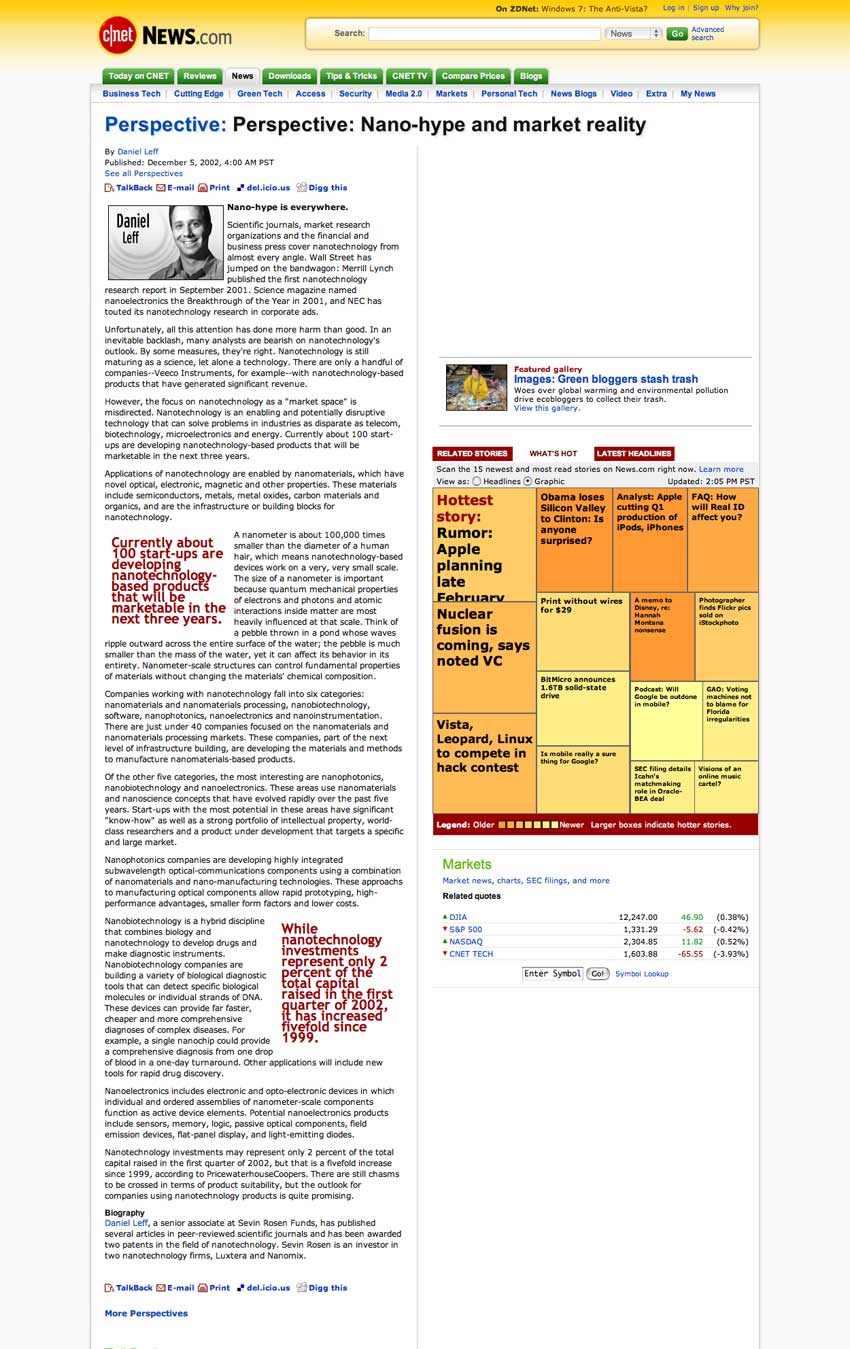 On ZDNet: Windows 7: The Anti-Vista?
Log in | Sign up Why join?
c|net NEWS.com
Search:
News
Go
Advanced
search
Today on CNET
Reviews
News
Downloads
Tips & Tricks
CNET TV
Compare Prices
Blogs
Business Tech | Cutting Edge | Green Tech | Access | Security | Media 2.0 | Markets | Personal Tech | News Blogs | Video | Extra | My News
Perspective: Perspective: Nano-hype and market reality
By Daniel Leff
Published: December 5, 2002, 4:00 AM PST
See all Perspectives
TalkBack E-mail Print del.icio.us Digg this
Daniel
Leff
Nano-hype is everywhere.
Scientific journals, market research
organizations and the financial and
business press cover nanotechnology from
almost every angle. Wall Street has
jumped on the bandwagon: Merrill Lynch
published the first nanotechnology
research report in September 2001. Science magazine named
nanoelectronics the Breakthrough of the Year in 2001, and NEC has
touted its nanotechnology research in corporate ads.
Unfortunately, all this attention has done more harm than good. In an
inevitable backlash, many analysts are bearish on nanotechnology's
outlook. By some measures, they're right. Nanotechnology is still
maturing as a science, let alone a technology. There are only a handful of
companies--Veeco Instruments, for example--with nanotechnology-based
products that have generated significant revenue.
However, the focus on nanotechnology as a "market space" is
misdirected. Nanotechnology is an enabling and potentially disruptive
technology that can solve problems in industries as disparate as telecom,
biotechnology, microelectronics and energy. Currently about 100 start-
ups are developing nanotechnology-based products that will be
marketable in the next three years.
Applications of nanotechnology are enabled by nanomaterials, which have
novel optical, electronic, magnetic and other properties. These materials
include semiconductors, metals, metal oxides, carbon materials and
organics, and are the infrastructure or building blocks for
nanotechnology.
Currently about
100 start-ups are
developing
nanotechnology-
based products
that will be
marketable in the
next three years.
A nanometer is about 100,000 times
smaller than the diameter of a human
hair, which means nanotechnology-based
devices work on a very, very small scale.
The size of a nanometer is important
because quantum mechanical properties
of electrons and photons and atomic
interactions inside matter are most
heavily influenced at that scale. Think of
a pebble thrown in a pond whose waves
ripple outward across the entire surface of the water; the pebble is much
smaller than the mass of the water, yet it can affect its behavior in its
entirety. Nanometer-scale structures can control fundamental properties
of materials without changing the materials' chemical composition.
Companies working with nanotechnology fall into six categories:
nanomaterials and nanomaterials processing, nanobiotechnology,
software, nanophotonics, nanoelectronics and nanoinstrumentation.
There are just under 40 companies focused on the nanomaterials and
nanomaterials processing markets. These companies, part of the next
level of infrastructure building, are developing the materials and methods
to manufacture nanomaterials-based products.
Of the other five categories, the most interesting are nanophotonics,
nanobiotechnology and nanoelectronics. These areas use nanomaterials
and nanoscience concepts that have evolved rapidly over the past five
years. Start-ups with the most potential in these areas have significant
"know-how" as well as a strong portfolio of intellectual property, world-
class researchers and a product under development that targets a specific
and large market.
Nanophotonics companies are developing highly integrated
subwavelength optical-communications components using a combination
of nanomaterials and nano-manufacturing technologies. These approaches
to manufacturing optical components allow rapid prototyping, high-
performance advantages, smaller form factors and lower costs.
Nanobiotechnology is a hybrid discipline
that combines biology and
nanotechnology to develop drugs and
make diagnostic instruments.
Nanobiotechnology companies are
building a variety of biological diagnostic
tools that can detect specific biological
molecules or individual strands of DNA.
These devices can provide far faster,
cheaper and more comprehensive
diagnoses of complex diseases. For
example, a single nanochip could provide
a comprehensive diagnosis from one drop
of blood in a one-day turnaround. Other applications will include new
tools for rapid drug discovery.
While
nanotechnology
investments
represent only 2
percent of the
total capital
raised in the first
quarter of 2002,
it has increased
fivefold since
1999.
Nanoelectronics includes electronic and opto-electronic devices in which
individual and ordered assemblies of nanometer-scale components
function as active device elements. Potential nanoelectronics products
include sensors, memory, logic, passive optical components, field
emission devices, flat-panel display, and light-emitting diodes.
Nanotechnology investments may represent only 2 percent of the total
capital raised in the first quarter of 2002, but that is a fivefold increase
since 1999, according to PricewaterhouseCoopers. There are still chasms
to be crossed in terms of product suitability, but the outlook for
companies using nanotechnology products is quite promising.
Biography
Daniel Leff, a senior associate at Sevin Rosen Funds, has published
several articles in peer-reviewed scientific journals and has been awarded
two patents in the field of nanotechnology. Sevin Rosen is an investor in
two nanotechnology firms, Luxtera and Nanomix.
TalkBack E-mail Print del.icio.us Digg this
More Perspectives
Featured gallery
Images: Green bloggers stash trash
Woes over global warming and environmental pollution
drive ecobloggers to collect their trash.
View this gallery.
RELATED STORIES
WHAT'S HOT
LATEST HEADLINES
Scan the 15 newest and most read stories on News.com right now. Learn more
View as: Headlines Graphic
Updated: 2:05 PM PST
Hottest
story:
Rumor:
Apple
planning
late
February
Obama loses
Silicon Valley
to Clinton: Is
anyone
surprised?
Analyst: Apple
cutting Q1
production of
iPods, iPhones
FAQ: How
will Real ID
affect you?
Nuclear
fusion is
coming, says
noted VC
Print without wires
for $29
A memo to
Disney, re:
Hannah
Montana
nonsense
Photographer
finds Flickr pics
sold on
iStockphoto
BitMicro announces
1.6TB solid-state
drive
Podcast: Will
Google be outdone
in mobile?
GAO: Voting
machines not
to blame for
Florida
irregularities
Vista,
Leopard, Linux
to compete in
hack contest
Is mobile really a sure
thing for Google?
SEC filing details
Icahn's
matchmaking
role in Oracle-
BEA deal
Visions of an
online music
cartel?
Legend: Older Newer Larger boxes indicate hotter stories.
Markets
Market news, charts, SEC filings, and more
Related quotes
DJIA 12,247.00 46.90 (0.38%)
S&P 500 1,331.29 -5.62 (-0.42%)
NASDAQ 2,304.85 11.82 (0.52%)
CNET TECH 1,603.88 -65.55 (-3.93%)
Enter Symbol Go! Symbol Lookup